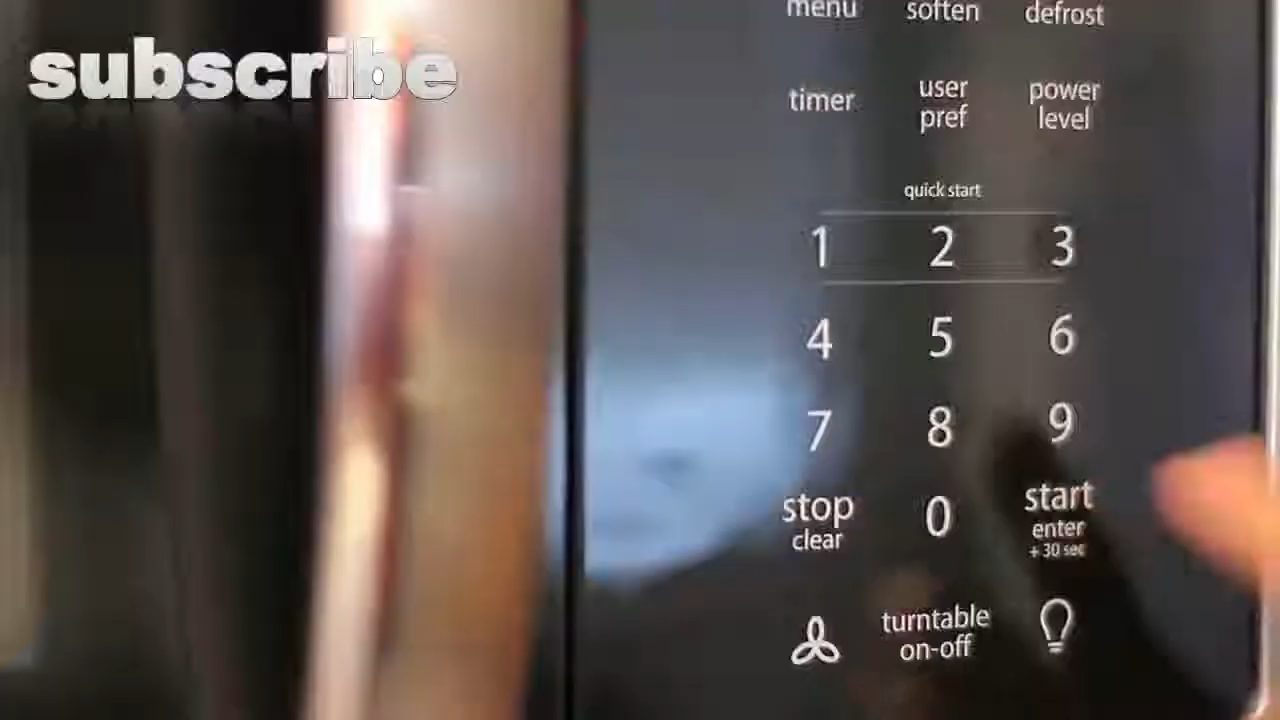 subscribe
menu soften defrost
timer user pref power level
quick start
1 2 3
4 5 6
7 8 9
stop clear 0 start enter + 30 sec
turntable on-off